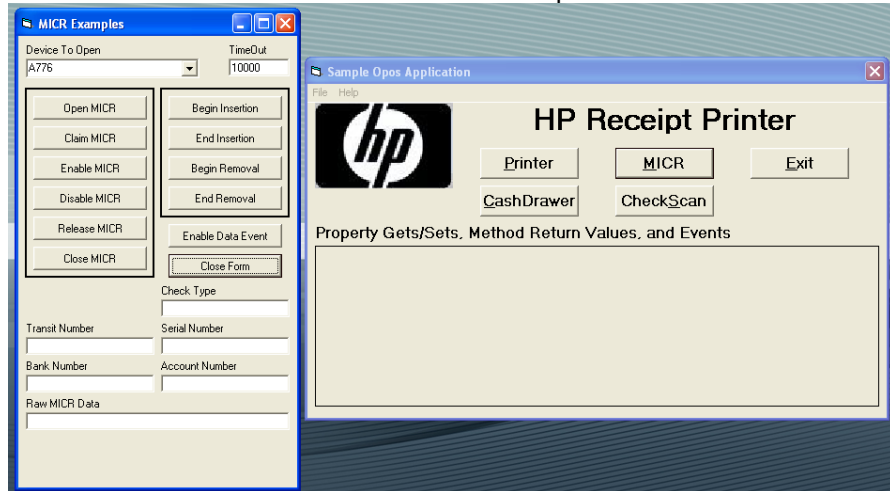 MICR Examples
Device To Open
TimeOut
A776
10000
Open MICR
Begin Insertion
Claim MICR
End Insertion
Enable MICR
Begin Removal
Disable MICR
End Removal
Release MICR
Enable Data Event
Close MICR
Close Form
Check Type
Transit Number
Serial Number
Bank Number
Account Number
Raw MICR Data
Sample Opos Application
File Help
hp
HP Receipt Printer
Printer
MICR
Exit
CashDrawer
CheckScan
Property Gets/Sets, Method Return Values, and Events